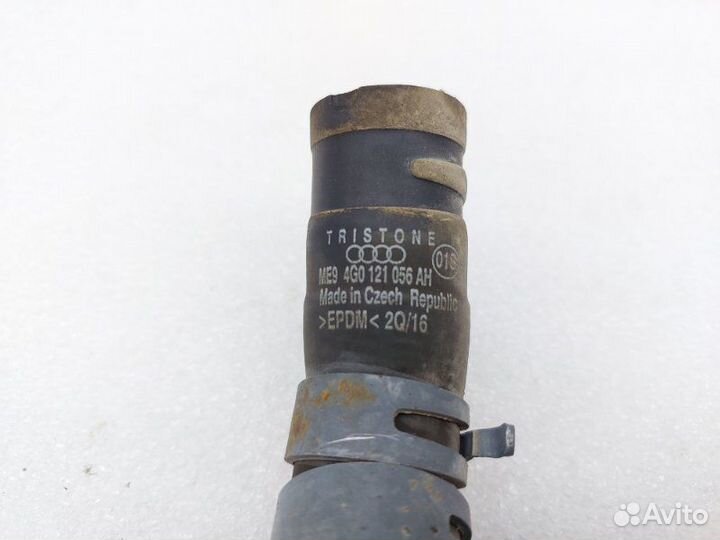 TRISTONE
01S
ME9 4G0 121 056 AH
Made in Czech Republic
>EPDM< 2Q/16
Avito